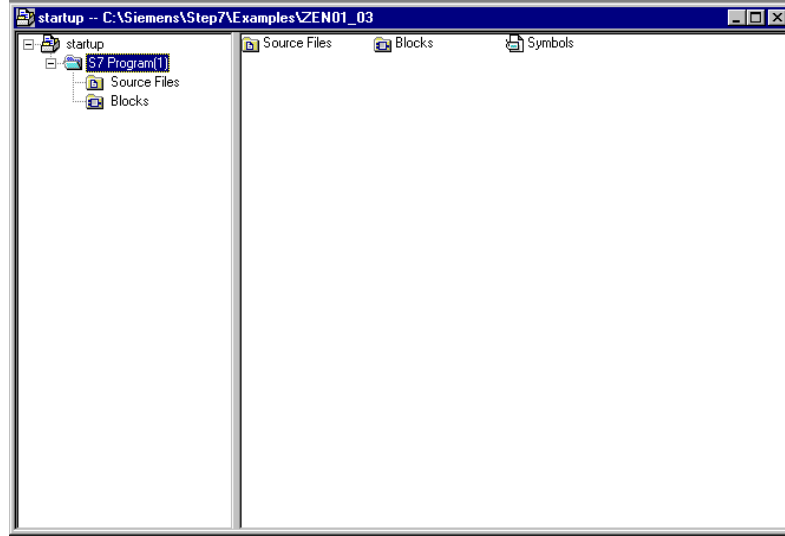 startup -- C:\Siemens\Step7\Examples\ZEN01_03
startup
S7 Program(1)
Source Files
Blocks
Source Files Blocks Symbols